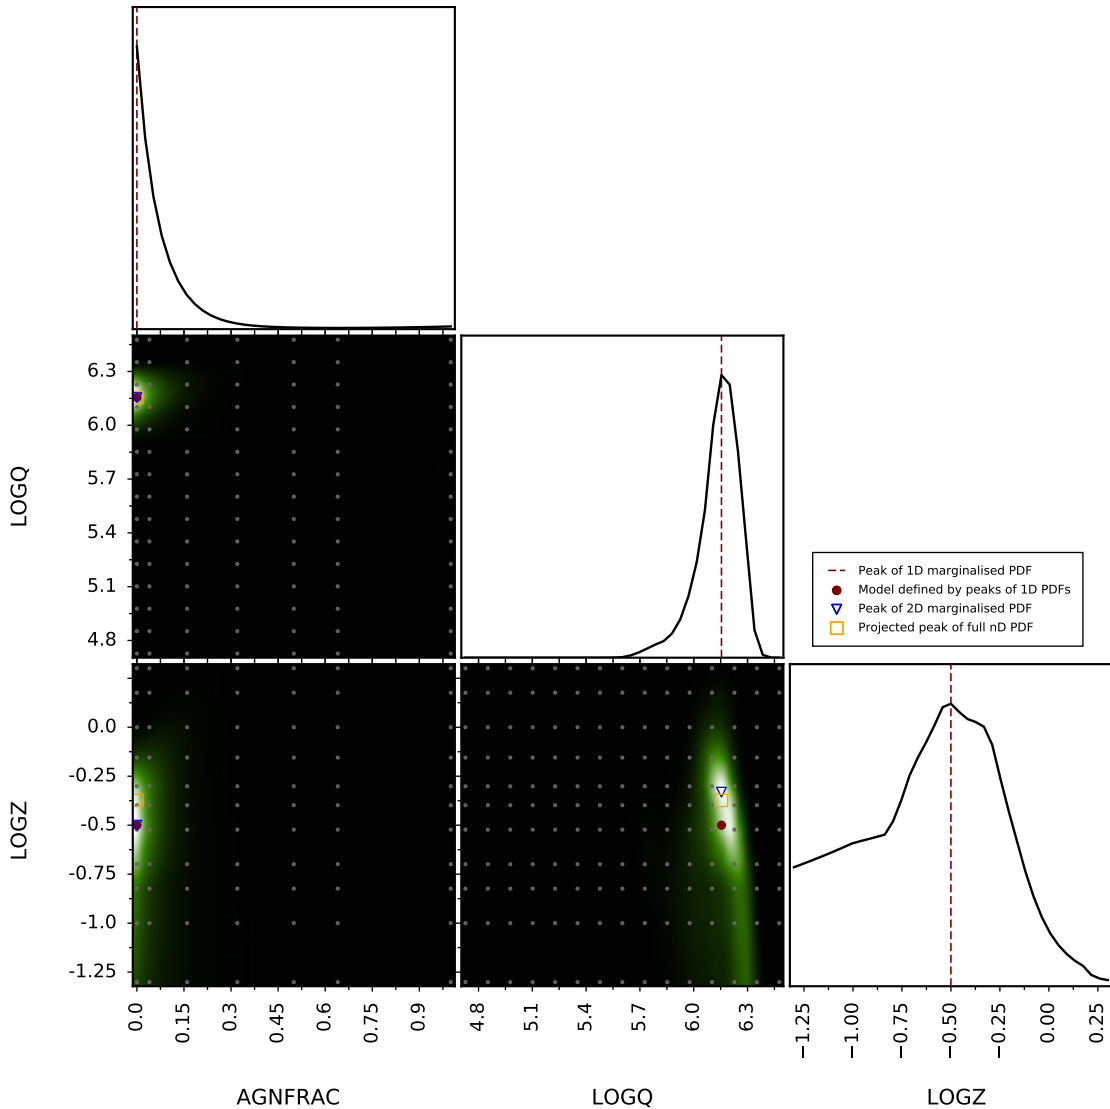 6.3
6.0
5.7
5.4
5.1
4.8
LOGQ
Peak of 1D marginalised PDF
Model defined by peaks of 1D PDFs
Peak of 2D marginalised PDF
Projected peak of full nD PDF
0.0
-0.25
-0.5
-0.75
-1.0
-1.25
LOGZ
0.0 0.15 0.3 0.45 0.6 0.75 0.9
4.8 5.1 5.4 5.7 6.0 6.3
−1.25 −1.00 −0.75 −0.50 −0.25 0.00 0.25
AGNFRAC LOGQ LOGZ